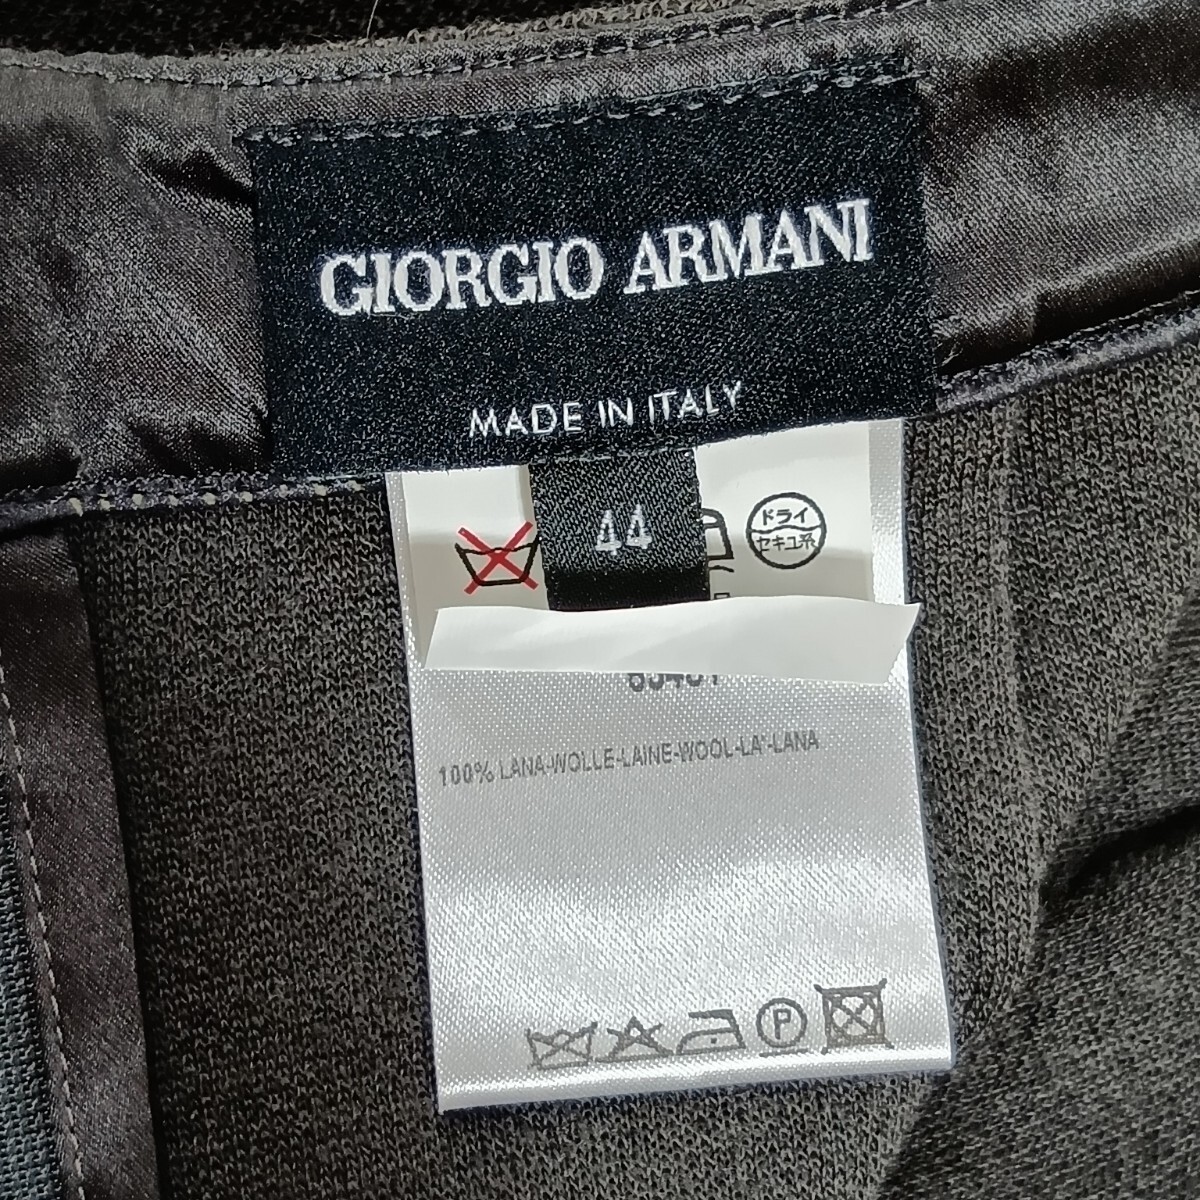 GIORGIO ARMANI
MADE IN ITALY
44
ドライ
セキユ系
100% LANA-WOLLE-LAINE-WOOL-LA*-LANA
P